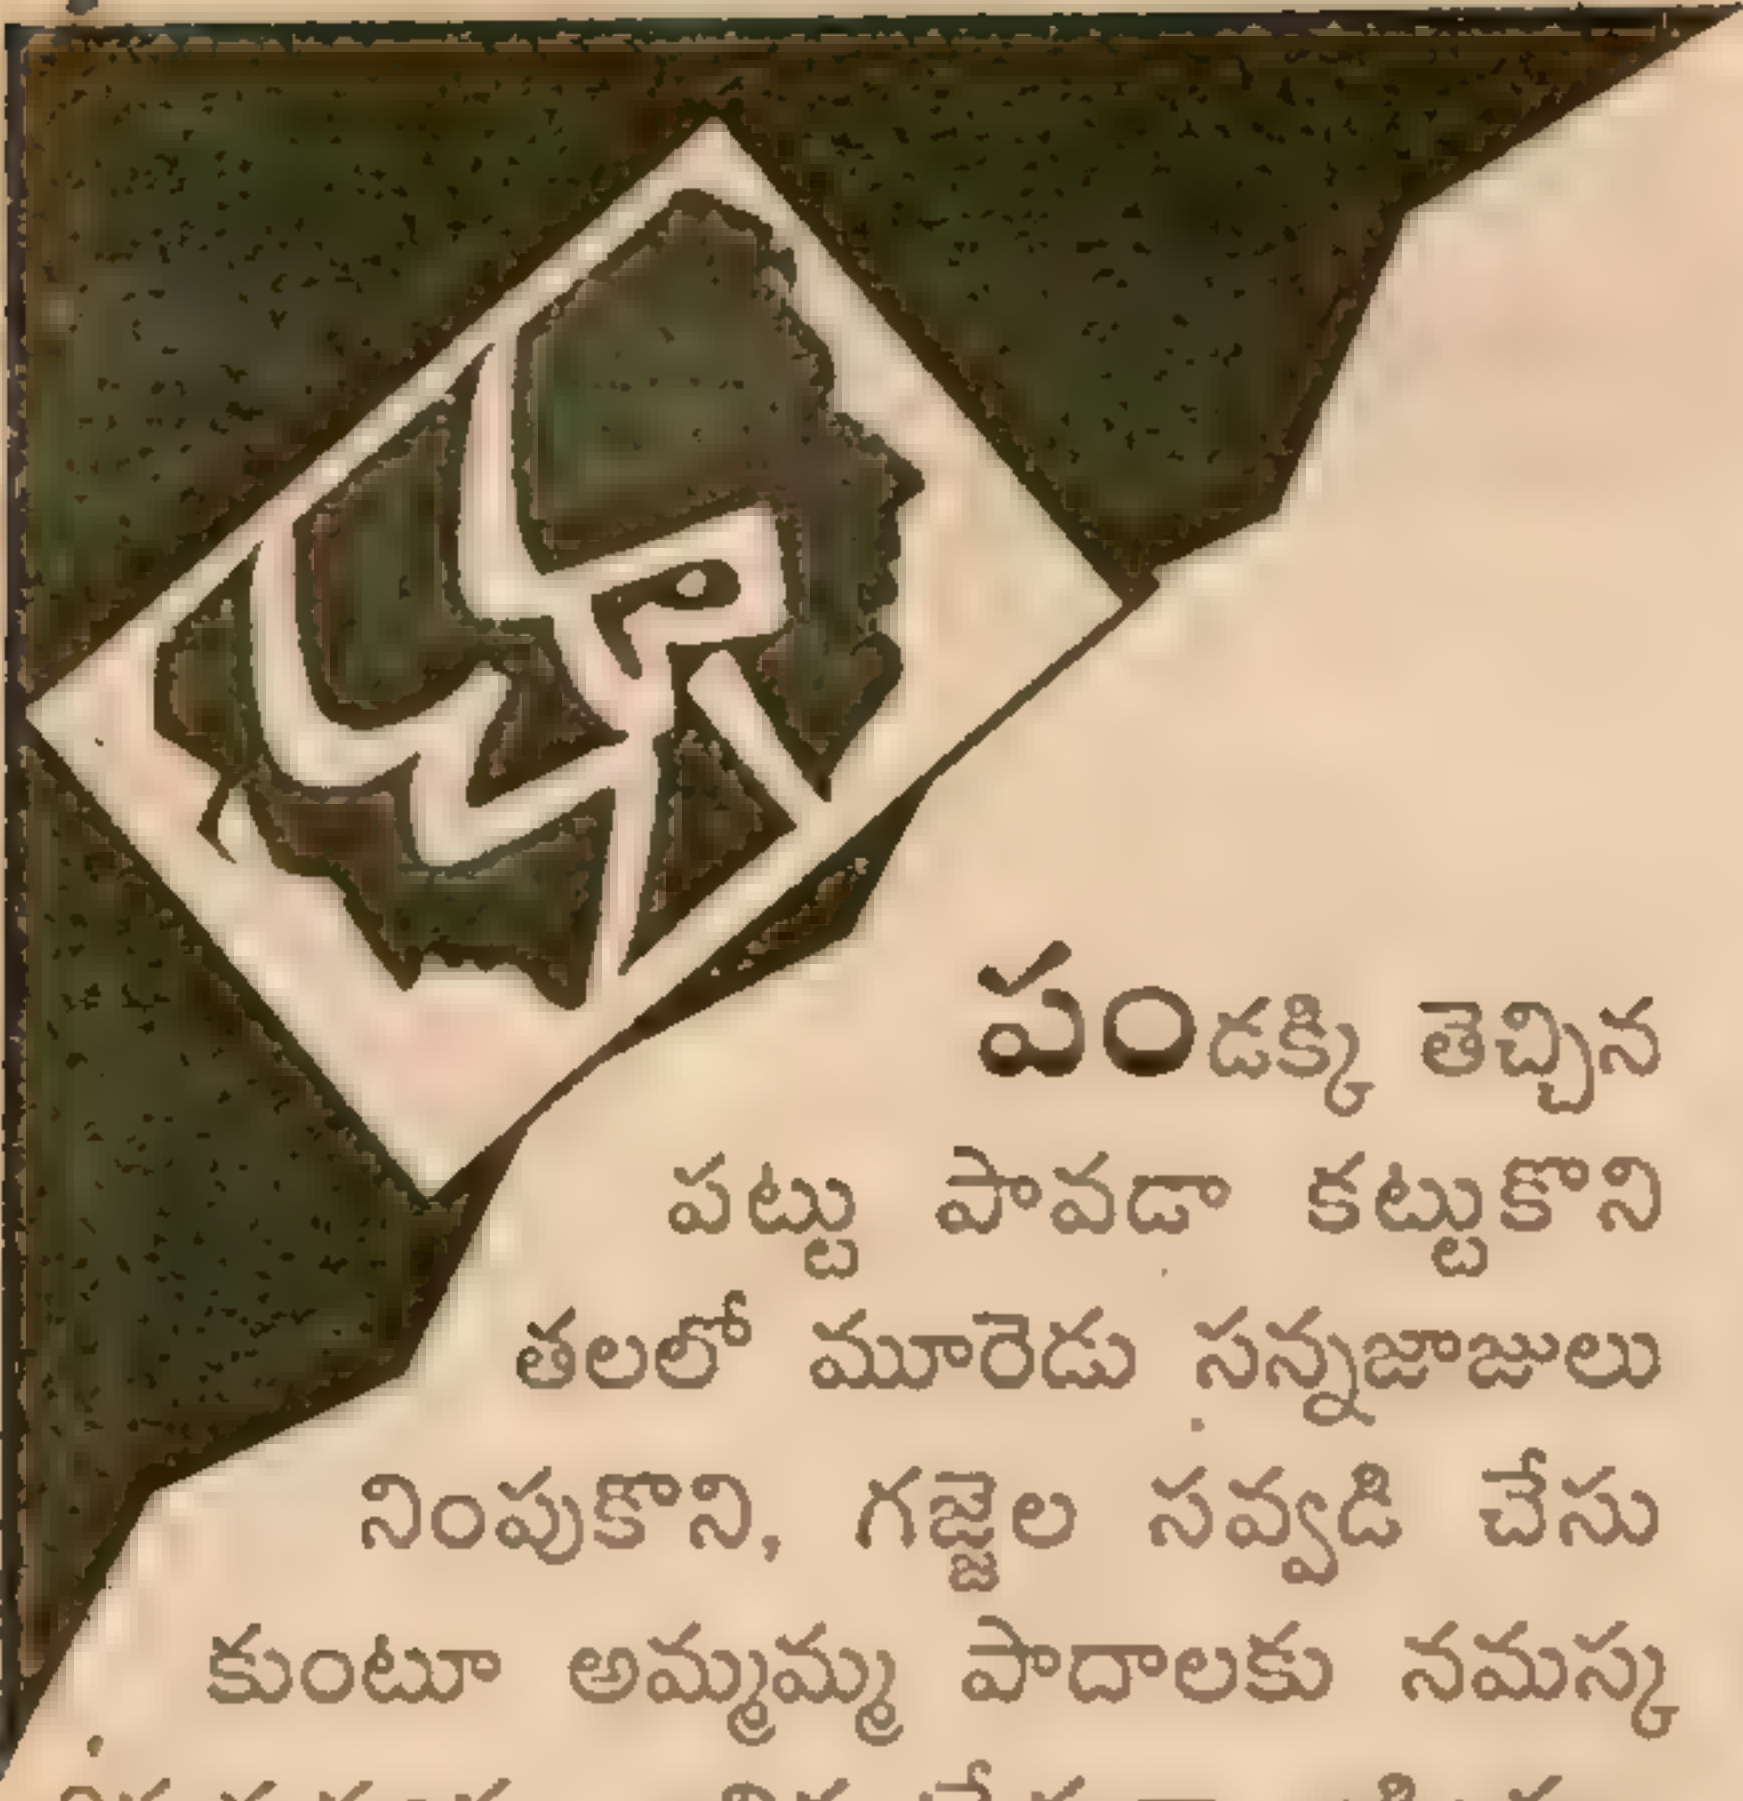 పండక్కి తెచ్చిన
పట్టు పావడా కట్టుకొని
తలలో మూరెడు సన్నజాజులు
నింపుకొని, గజ్జెల సవ్వడి చేసు
కుంటూ అమ్మమ్మ పాదాలకు నమస్క